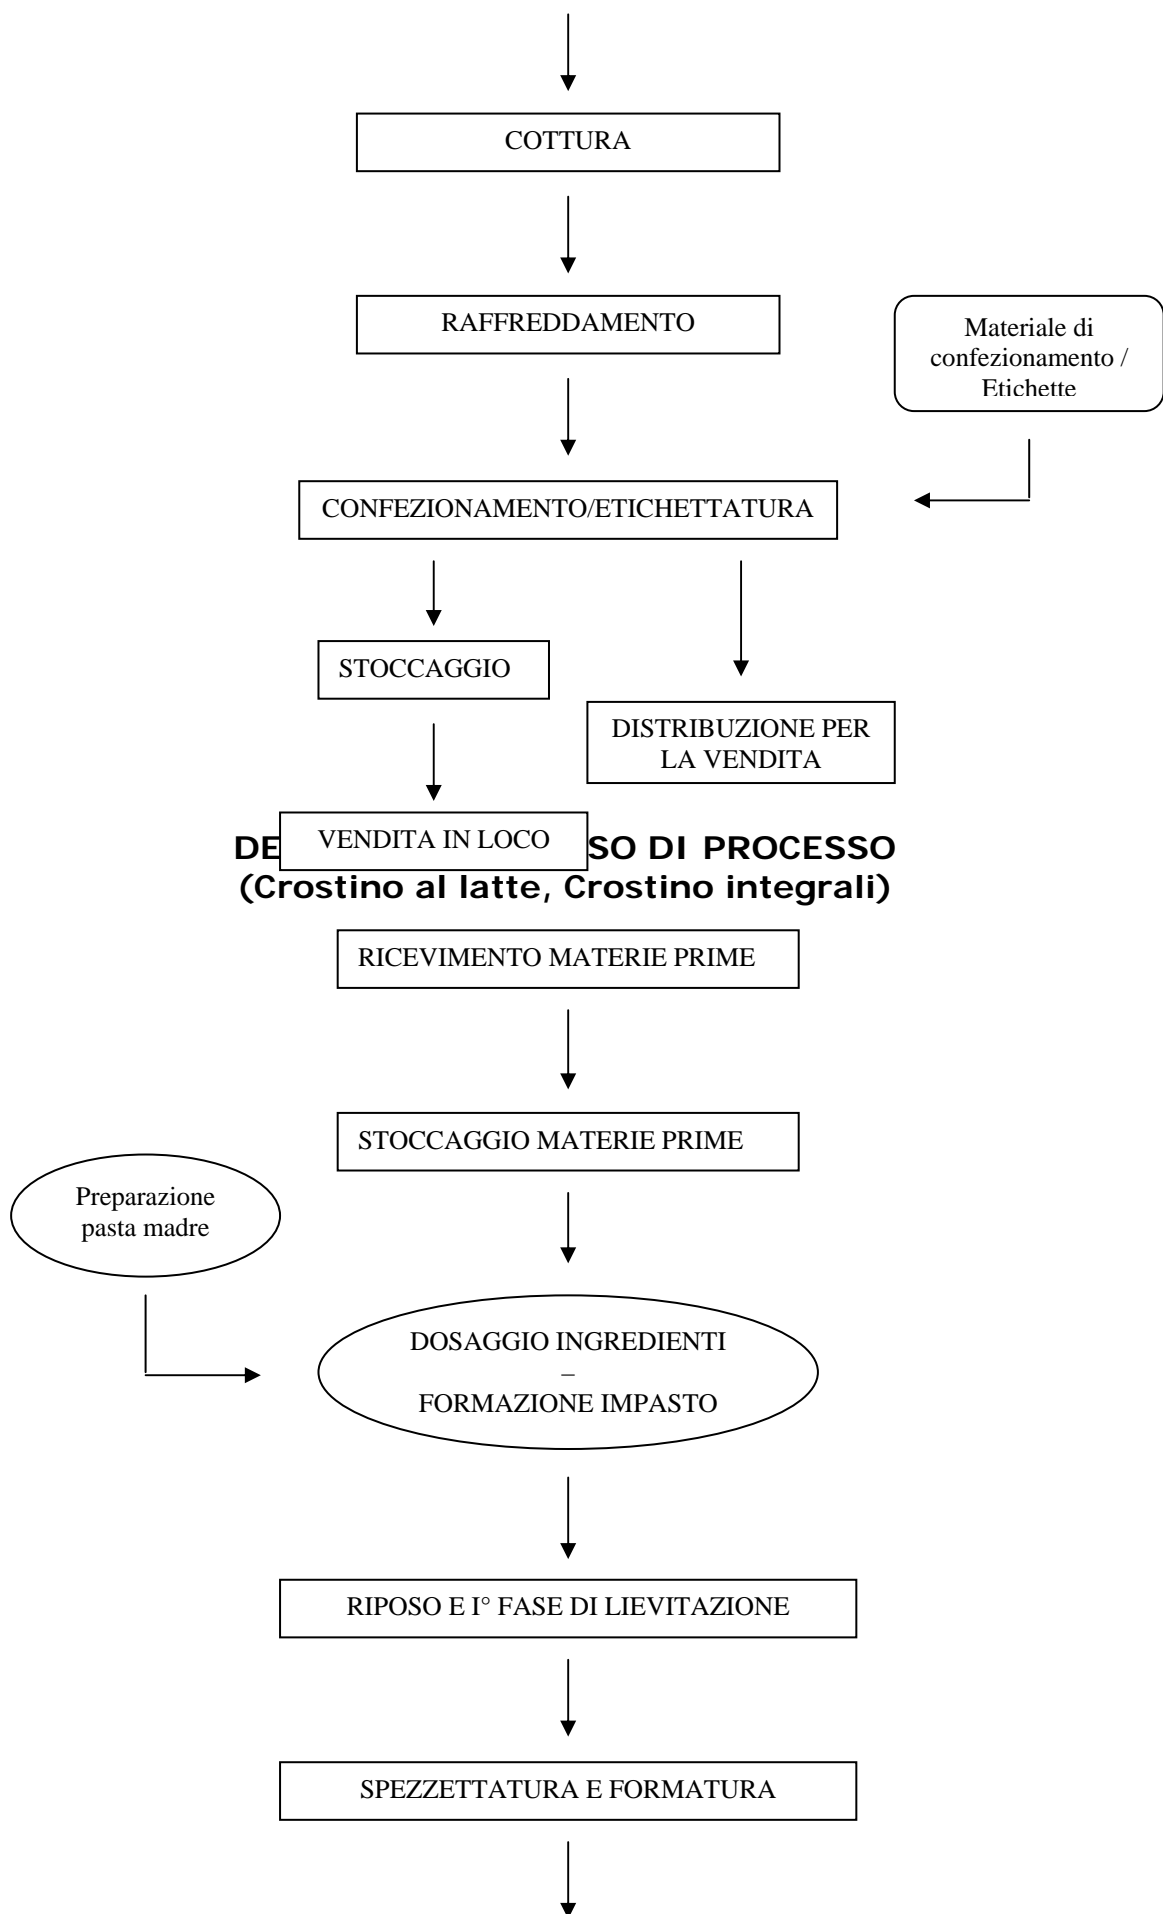 COTTURA
RAFFREDDAMENTO
Materiale di
confezionamento /
Etichette
CONFEZIONAMENTO/ETICHETTATURA
STOCCAGGIO
DISTRIBUZIONE PER
LA VENDITA
VENDITA IN LOCO
DE SO DI PROCESSO
(Crostino al latte, Crostino integrali)
RICEVIMENTO MATERIE PRIME
STOCCAGGIO MATERIE PRIME
Preparazione
pasta madre
DOSAGGIO INGREDIENTI
–
FORMAZIONE IMPASTO
RIPOSO E I° FASE DI LIEVITAZIONE
SPEZZETTATURA E FORMATURA